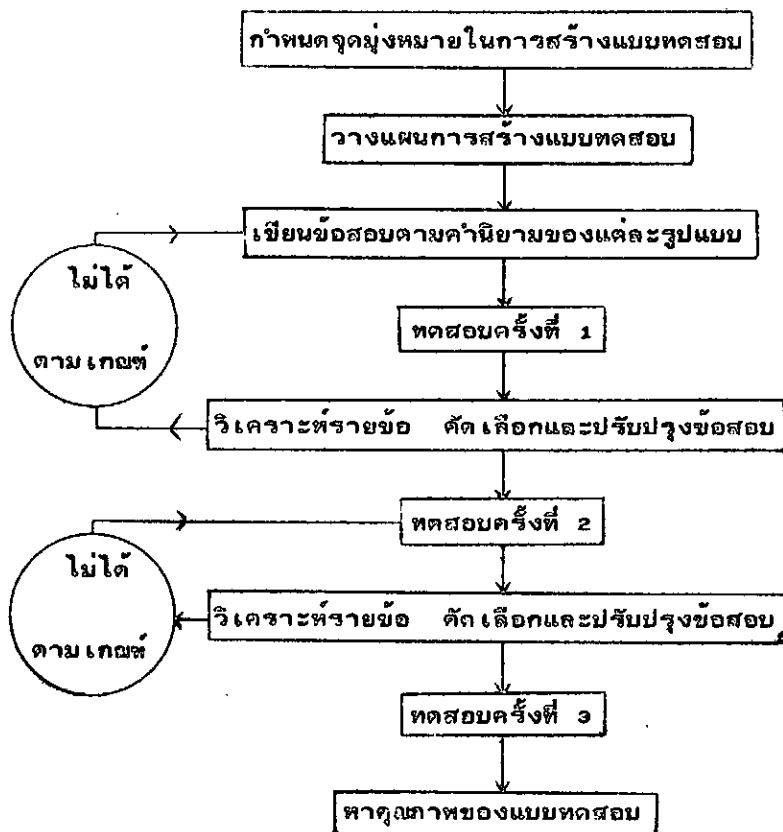 กำหนดจุดมุ่งหมายในการสร้างแบบทดสอบ
วางแผนการสร้างแบบทดสอบ
เขียนข้อสอบตามคำนิยามของแต่ละรูปแบบ
ไม่ได้
ตามเกณฑ์
ทดสอบครั้งที่ 1
วิเคราะห์รายข้อ คัดเลือกและปรับปรุงข้อสอบ
ทดสอบครั้งที่ 2
ไม่ได้
ตามเกณฑ์
วิเคราะห์รายข้อ คัดเลือกและปรับปรุงข้อสอบ
ทดสอบครั้งที่ 3
หาคุณภาพของแบบทดสอบ